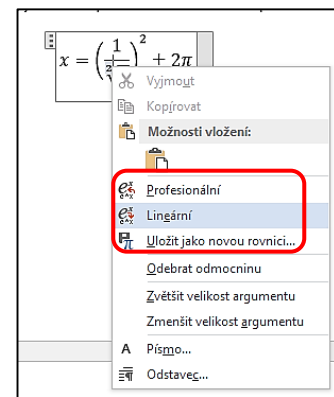 x = (1/√2)² + 2π
Vyjmout
Kopírovat
Možnosti vložení:
Profesionální
Lineární
Uložit jako novou rovnici...
Odebrat odmocninu
Zvětšit velikost argumentu
Zmenšit velikost argumentu
A Písmo...
Odstavec...